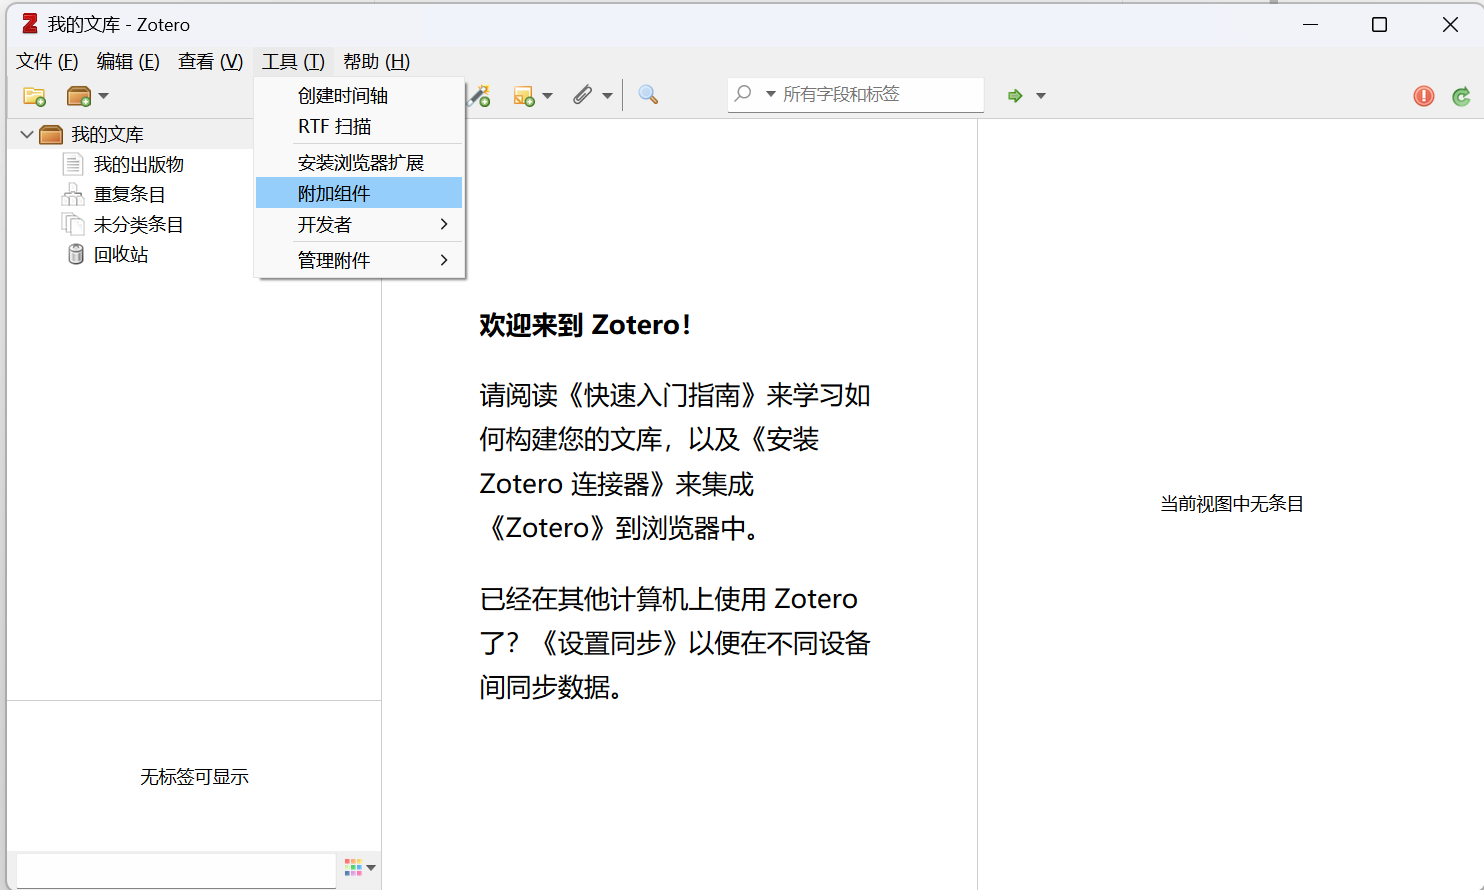 我的文库 - Zotero
文件 (F) 编辑 (E) 查看 (V) 工具 (T) 帮助 (H)
创建时间轴
RTF 扫描
安装浏览器扩展
附加组件
开发者
管理附件
所有字段和标签
我的文库
我的出版物
重复条目
未分类条目
回收站
欢迎来到 Zotero！
请阅读《快速入门指南》来学习如
何构建您的文库，以及《安装
Zotero 连接器》来集成
《Zotero》到浏览器中。
已经在其他计算机上使用 Zotero
了？《设置同步》以便在不同设备
间同步数据。
当前视图中无条目
无标签可显示